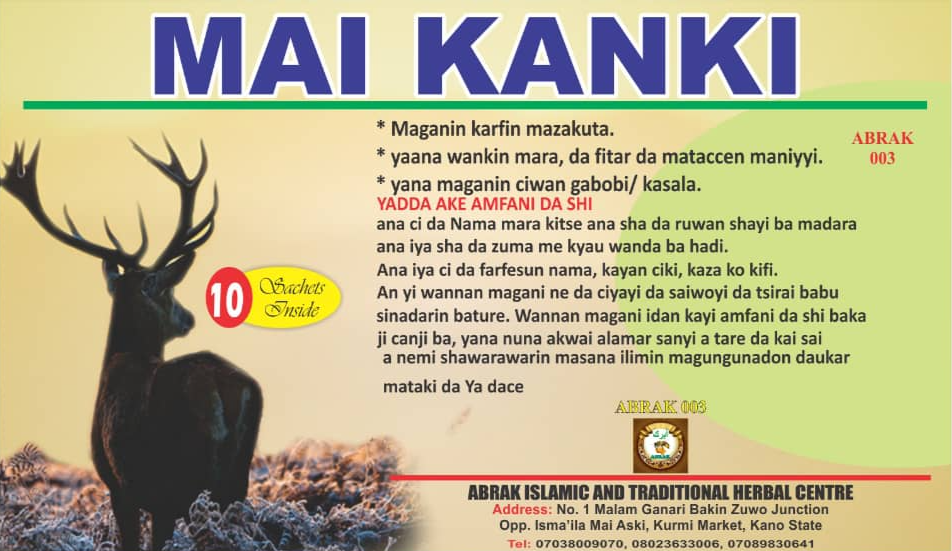 MAI KANKI
* Maganin karfin mazakuta.
* yaana wankin mara, da fitar da mataccen maniyyi.
* yana maganin ciwan gabobi/ kasala.
ABRAK
003
YADDA AKE AMFANI DA SHI
ana ci da Nama mara kitse ana sha da ruwan shayi ba madara
ana iya sha da zuma me kyau wanda ba hadi.
Ana iya ci da farfesun nama, kayan ciki, kaza ko kifi.
An yi wannan magani ne da ciyayi da saiwoyi da tsirai babu
sinadarin bature. Wannan magani idan kayi amfani da shi baka
ji canji ba, yana nuna akwai alamar sanyi a tare da kai sai
a nemi shawarawarin masana ilimin magungunadon daukar
mataki da Ya dace
10 Sachets
Inside
ABRAK 003
ABRAK
ABRAK ISLAMIC AND TRADITIONAL HERBAL CENTRE
Address: No. 1 Malam Ganari Bakin Zuwo Junction
Opp. Isma'ila Mai Aski, Kurmi Market, Kano State
Tel: 07038009070, 08023633006, 07089830641